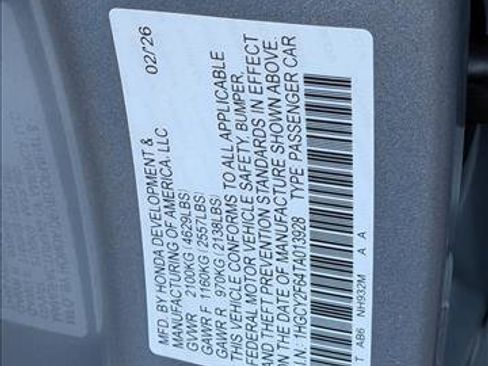 MFD. BY HONDA DEVELOPMENT & 02/26
MANUFACTURING OF AMERICA, LLC
GVWR 2100KG(4629LBS)
GAWR F 1160KG(2557LBS)
GAWR R 970KG(2138LBS)
THIS VEHICLE CONFORMS TO ALL APPLICABLE
FEDERAL MOTOR VEHICLE SAFETY, BUMPER,
AND THEFT PREVENTION STANDARDS IN EFFECT
ON THE DATE OF MANUFACTURE SHOWN ABOVE.
I.N.: 1HGCY2F64TA013928 TYPE PASSENGER CAR
T AB6 NH932M A A